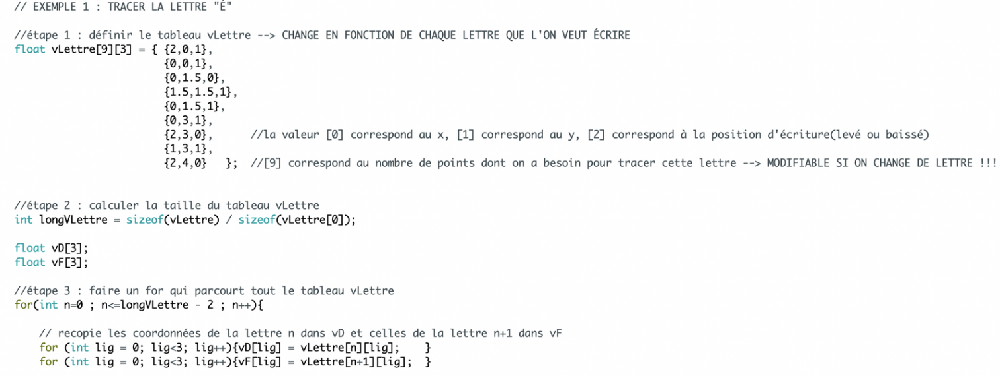 // EXEMPLE 1 : TRACER LA LETTRE "É"
//étape 1 : définir le tableau vLettre --> CHANGE EN FONCTION DE CHAQUE LETTRE QUE L'ON VEUT ÉCRIRE
float vLettre[9][3] = { {2,0,1},
{0,0,1},
{0,1.5,0},
{1.5,1.5,1},
{0,1.5,1},
{0,3,1},
{2,3,0}, //la valeur [0] correspond au x, [1] correspond au y, [2] correspond à la position d'écriture(levé ou baissé)
{1,3,1},
{2,4,0} }; //[9] correspond au nombre de points dont on a besoin pour tracer cette lettre --> MODIFIABLE SI ON CHANGE DE LETTRE !!!
//étape 2 : calculer la taille du tableau vLettre
int longVLettre = sizeof(vLettre) / sizeof(vLettre[0]);
float vD[3];
float vF[3];
//étape 3 : faire un for qui parcourt tout le tableau vLettre
for(int n=0 ; n<=longVLettre - 2 ; n++){
// recopie les coordonnées de la lettre n dans vD et celles de la lettre n+1 dans vF
for (int lig = 0; lig<3; lig++){vD[lig] = vLettre[n][lig]; }
for (int lig = 0; lig<3; lig++){vF[lig] = vLettre[n+1][lig]; }